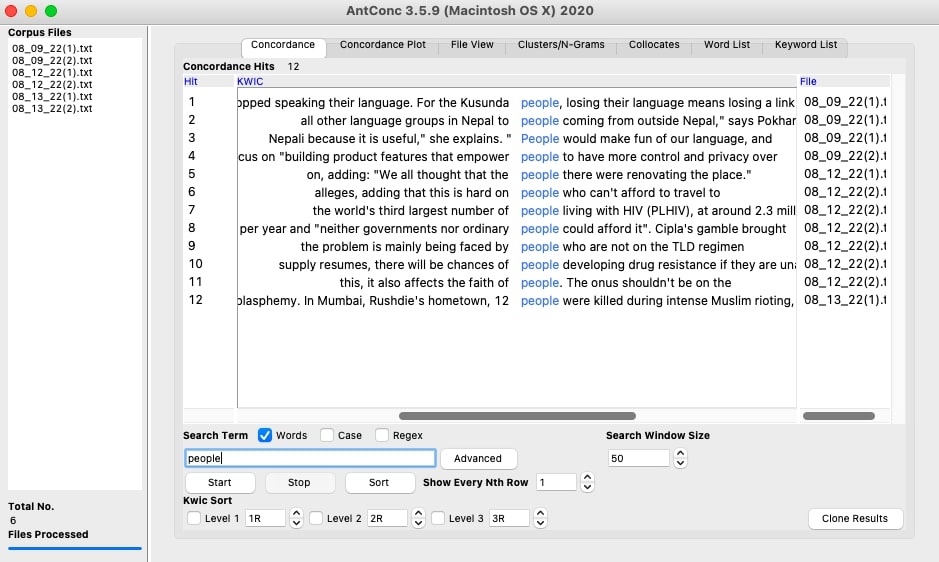 AntConc 3.5.9 (Macintosh OS X) 2020
Corpus Files
08_09_22(1).txt
08_09_22(2).txt
08_12_22(1).txt
08_12_22(2).txt
08_13_22(1).txt
08_13_22(2).txt
Total No.
6
Files Processed
Concordance Concordance Plot File View Clusters/N-Grams Collocates Word List Keyword List
Concordance Hits 12
Hit KWIC File
1 opped speaking their language. For the Kusunda people, losing their language means losing a link 08_09_22(1).t
2 all other language groups in Nepal to people coming from outside Nepal," says Pokhar 08_09_22(1).t
3 Nepali because it is useful," she explains. " People would make fun of our language, and 08_09_22(1).t
4 cus on "building product features that empower people to have more control and privacy over 08_09_22(2).t
5 on, adding: "We all thought that the people there were renovating the place." 08_12_22(1).t
6 alleges, adding that this is hard on people who can't afford to travel to 08_12_22(2).t
7 the world's third largest number of people living with HIV (PLHIV), at around 2.3 mill 08_12_22(2).t
8 per year and "neither governments nor ordinary people could afford it". Cipla's gamble brought 08_12_22(2).t
9 the problem is mainly being faced by people who are not on the TLD regimen 08_12_22(2).t
10 supply resumes, there will be chances of people developing drug resistance if they are una 08_12_22(2).t
11 this, it also affects the faith of people. The onus shouldn't be on the 08_12_22(2).t
12 blasphemy. In Mumbai, Rushdie's hometown, 12 people were killed during intense Muslim rioting, 08_13_22(1).t
Search Term Words Case Regex Search Window Size
people Advanced 50
Start Stop Sort Show Every Nth Row 1
Kwic Sort
Level 1 1R Level 2 2R Level 3 3R Clone Results